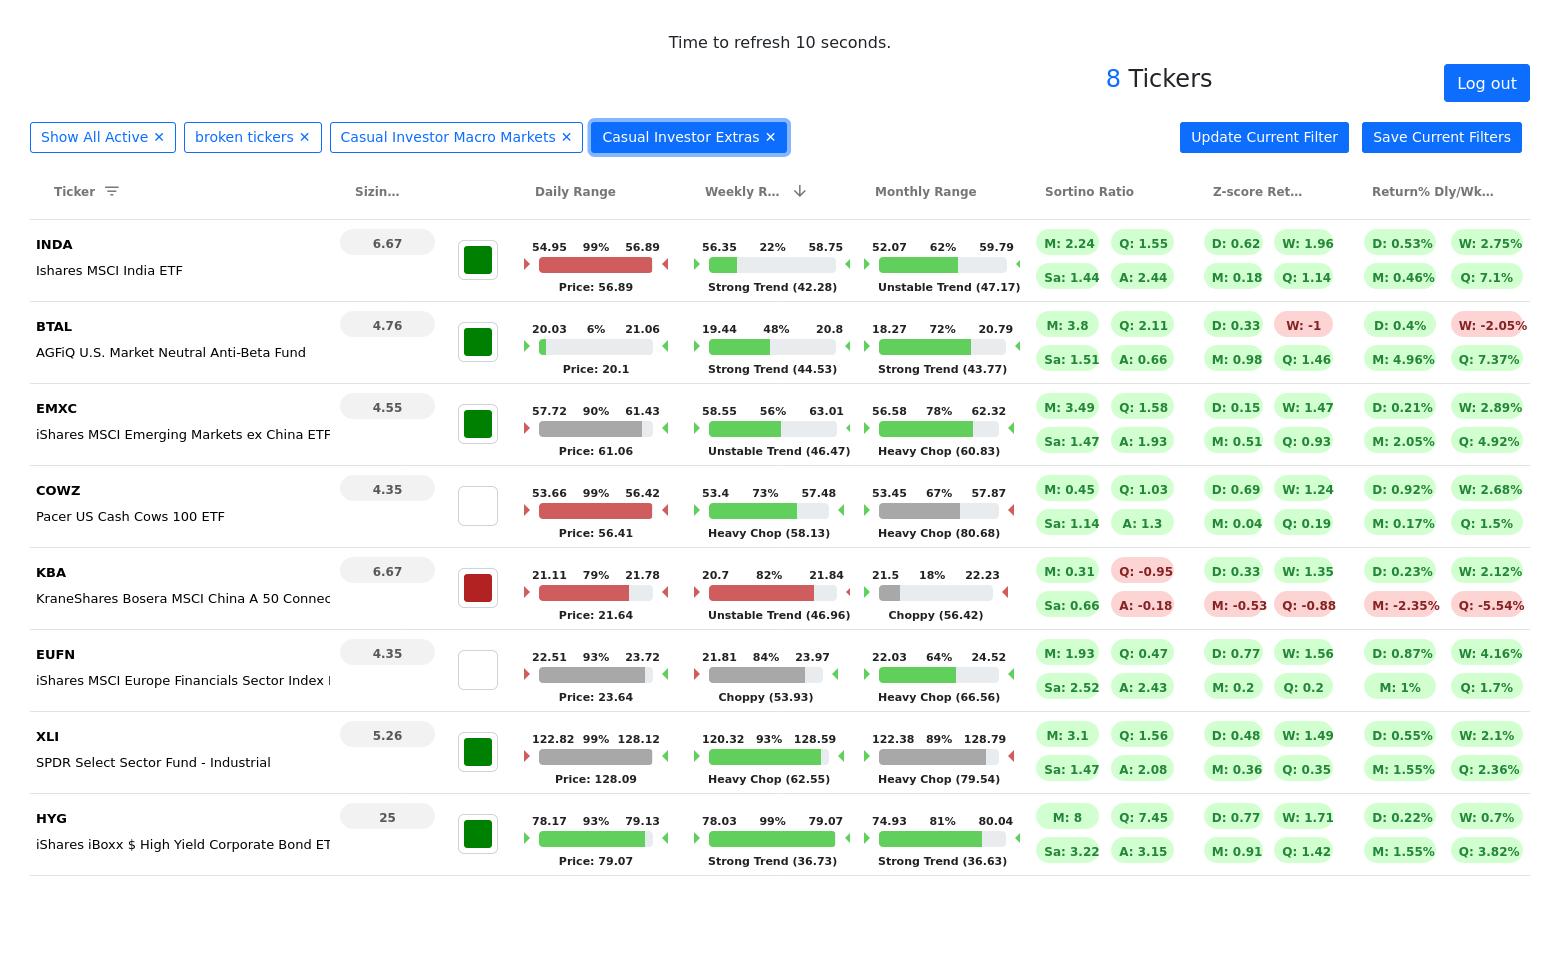 Time to refresh 10 seconds.
8 Tickers
Log out
Show All Active ✕ broken tickers ✕ Casual Investor Macro Markets ✕ Casual Investor Extras ✕ Update Current Filter Save Current Filters
Ticker Sizin… Daily Range Weekly R… Monthly Range Sortino Ratio Z-score Ret… Return% Dly/Wk…
INDA 6.67 54.95 99% 56.89 56.35 22% 58.75 52.07 62% 59.79 M: 2.24 Q: 1.55 D: 0.62 W: 1.96 D: 0.53% W: 2.75%
Ishares MSCI India ETF Sa: 1.44 A: 2.44 M: 0.18 Q: 1.14 M: 0.46% Q: 7.1%
Price: 56.89 Strong Trend (42.28) Unstable Trend (47.17)
BTAL 4.76 20.03 6% 21.06 19.44 48% 20.8 18.27 72% 20.79 M: 3.8 Q: 2.11 D: 0.33 W: -1 D: 0.4% W: -2.05%
AGFiQ U.S. Market Neutral Anti-Beta Fund Sa: 1.51 A: 0.66 M: 0.98 Q: 1.46 M: 4.96% Q: 7.37%
Price: 20.1 Strong Trend (44.53) Strong Trend (43.77)
EMXC 4.55 57.72 90% 61.43 58.55 56% 63.01 56.58 78% 62.32 M: 3.49 Q: 1.58 D: 0.15 W: 1.47 D: 0.21% W: 2.89%
iShares MSCI Emerging Markets ex China ETF Sa: 1.47 A: 1.93 M: 0.51 Q: 0.93 M: 2.05% Q: 4.92%
Price: 61.06 Unstable Trend (46.47) Heavy Chop (60.83)
COWZ 4.35 53.66 99% 56.42 53.4 73% 57.48 53.45 67% 57.87 M: 0.45 Q: 1.03 D: 0.69 W: 1.24 D: 0.92% W: 2.68%
Pacer US Cash Cows 100 ETF Sa: 1.14 A: 1.3 M: 0.04 Q: 0.19 M: 0.17% Q: 1.5%
Price: 56.41 Heavy Chop (58.13) Heavy Chop (80.68)
KBA 6.67 21.11 79% 21.78 20.7 82% 21.84 21.5 18% 22.23 M: 0.31 Q: -0.95 D: 0.33 W: 1.35 D: 0.23% W: 2.12%
KraneShares Bosera MSCI China A 50 Connec Sa: 0.66 A: -0.18 M: -0.53 Q: -0.88 M: -2.35% Q: -5.54%
Price: 21.64 Unstable Trend (46.96) Choppy (56.42)
EUFN 4.35 22.51 93% 23.72 21.81 84% 23.97 22.03 64% 24.52 M: 1.93 Q: 0.47 D: 0.77 W: 1.56 D: 0.87% W: 4.16%
iShares MSCI Europe Financials Sector Index Sa: 2.52 A: 2.43 M: 0.2 Q: 0.2 M: 1% Q: 1.7%
Price: 23.64 Choppy (53.93) Heavy Chop (66.56)
XLI 5.26 122.82 99% 128.12 120.32 93% 128.59 122.38 89% 128.79 M: 3.1 Q: 1.56 D: 0.48 W: 1.49 D: 0.55% W: 2.1%
SPDR Select Sector Fund - Industrial Sa: 1.47 A: 2.08 M: 0.36 Q: 0.35 M: 1.55% Q: 2.36%
Price: 128.09 Heavy Chop (62.55) Heavy Chop (79.54)
HYG 25 78.17 93% 79.13 78.03 99% 79.07 74.93 81% 80.04 M: 8 Q: 7.45 D: 0.77 W: 1.71 D: 0.22% W: 0.7%
iShares iBoxx $ High Yield Corporate Bond ET Sa: 3.22 A: 3.15 M: 0.91 Q: 1.42 M: 1.55% Q: 3.82%
Price: 79.07 Strong Trend (36.73) Strong Trend (36.63)